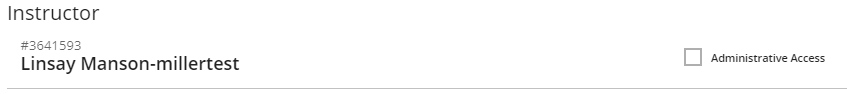 Instructor
#3641593
Linsay Manson-millertest
Administrative Access